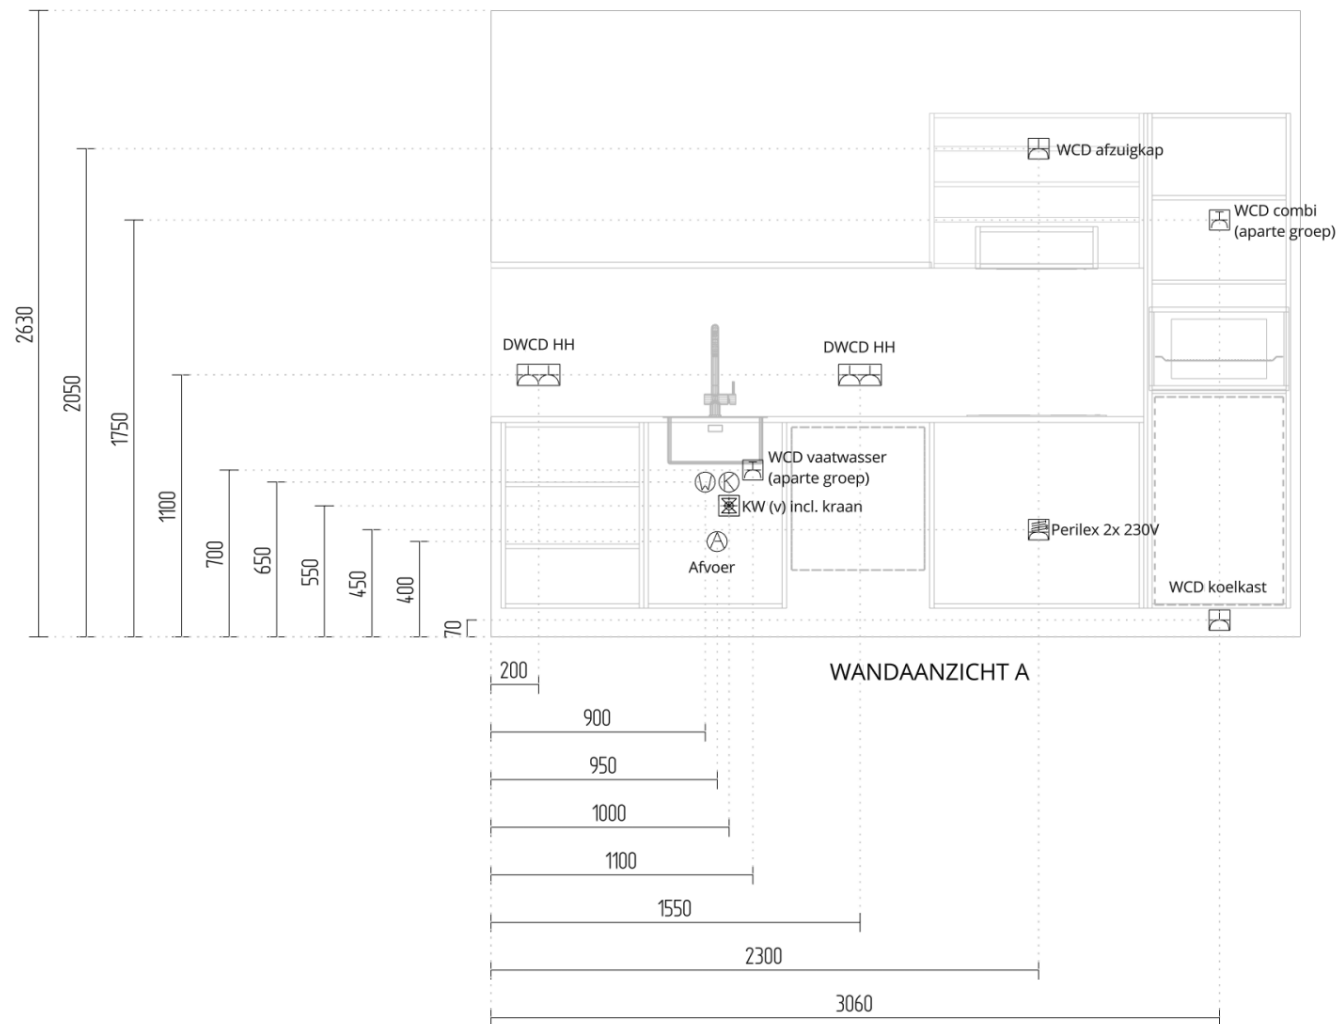 WCD afzuigkap
WCD combi
(aparte groep)
DWCD HH
DWCD HH
WCD vaatwasser
(aparte groep)
W K
KW (v) incl. kraan
Perilex 2x 230V
A
Afvoer
WCD koelkast
2630
2050
1750
1100
700
650
550
450
400
70
WANDAANZICHT A
200
900
950
1000
1100
1550
2300
3060